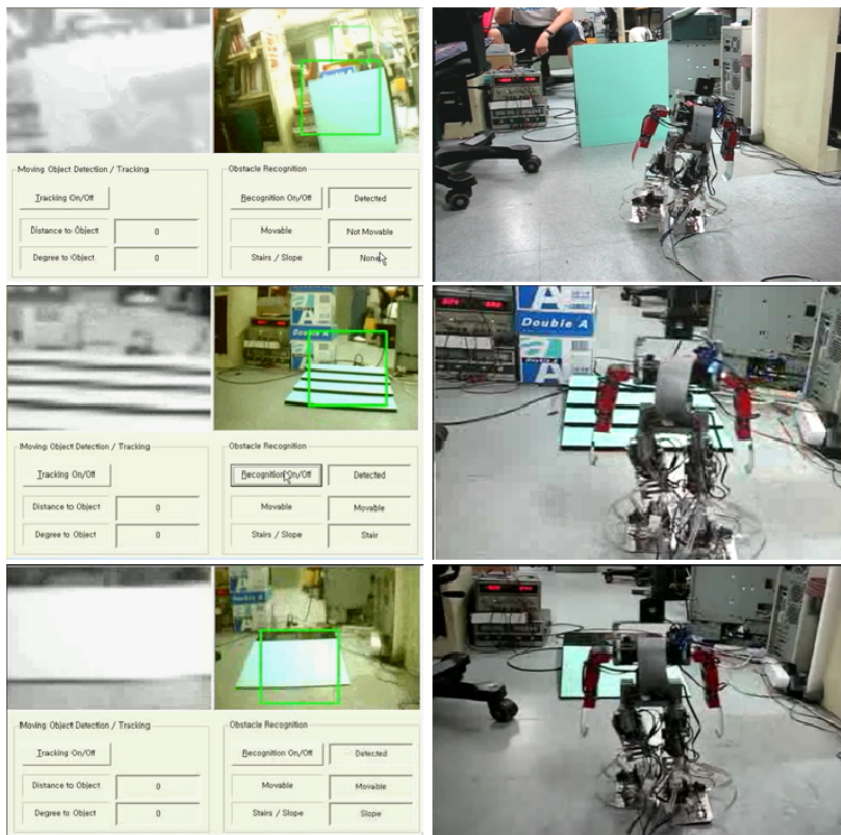 Moving Object Detection / Tracking
Obstacle Recognition
Tracking On/Off
Recognition On/Off
Detected
Distance to Object
0
Movable
Not Movable
Degree to Object
0
Stairs / Slope
None
A
Double A
A
Double A
A
Moving Object Detection / Tracking
Obstacle Recognition
Tracking On/Off
Recognition On/Off
Detected
Distance to Object
0
Movable
Movable
Degree to Object
0
Stairs / Slope
Stair
Moving Object Detection / Tracking
Obstacle Recognition
Tracking On/Off
Recognition On/Off
Detected
Distance to Object
0
Movable
Movable
Degree to Object
0
Stairs / Slope
Slope